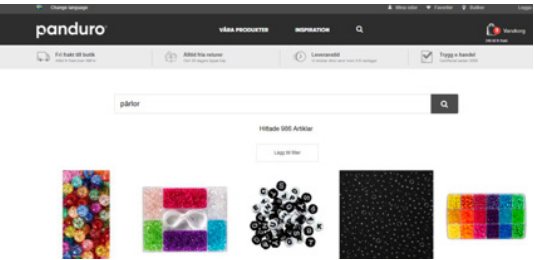 Change language
Mina sidor Favoriter Butiker Logga
panduro
VÅRA PRODUKTER INSPIRATION
Varukorg
Fri frakt till butik
Alltid fria returer
Leveranstid
Trygg e-handel
pärlor
Hittade 986 Artiklar
Lägg till filter